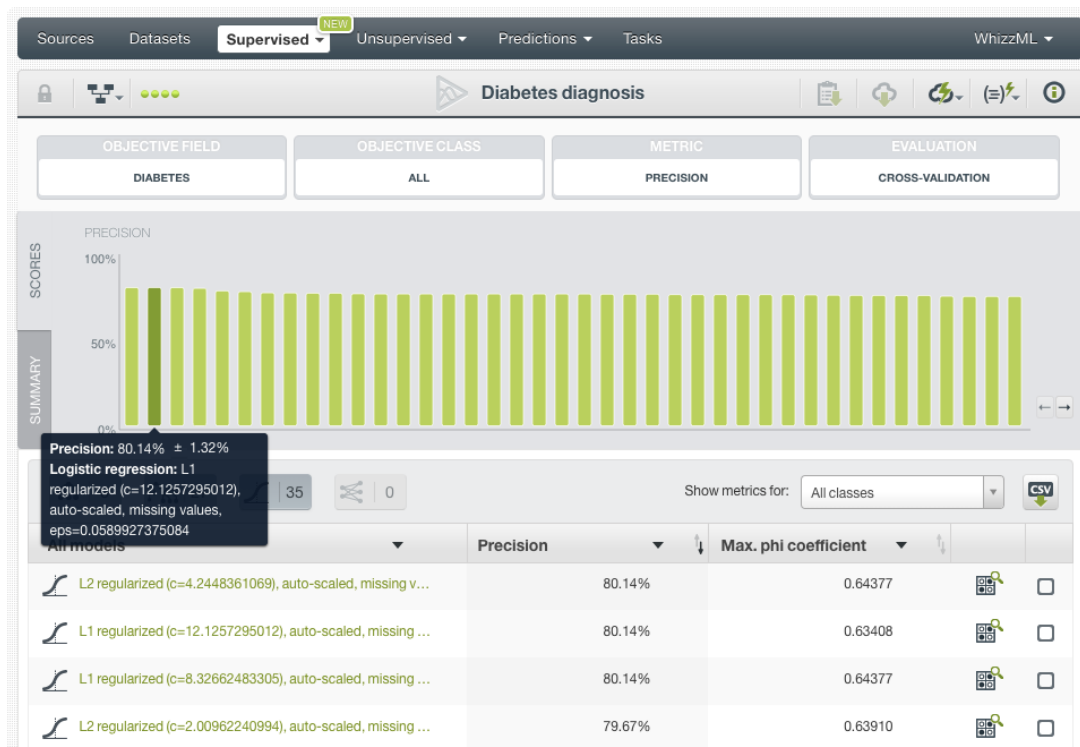 NEW
Sources Datasets Supervised Unsupervised Predictions Tasks WhizzML
Diabetes diagnosis
OBJECTIVE FIELD OBJECTIVE CLASS METRIC EVALUATION
DIABETES ALL PRECISION CROSS-VALIDATION
SCORES
SUMMARY
PRECISION
100%
50%
0%
Precision: 80.14% ± 1.32%
Logistic regression: L1
regularized (c=12.1257295012),
auto-scaled, missing values,
eps=0.0589927375084
35 0 Show metrics for: All classes CSV
All models Precision Max. phi coefficient
L2 regularized (c=4.2448361069), auto-scaled, missing v... 80.14% 0.64377
L1 regularized (c=12.1257295012), auto-scaled, missing ... 80.14% 0.63408
L1 regularized (c=8.32662483305), auto-scaled, missing ... 80.14% 0.64377
L2 regularized (c=2.00962240994), auto-scaled, missing ... 79.67% 0.63910